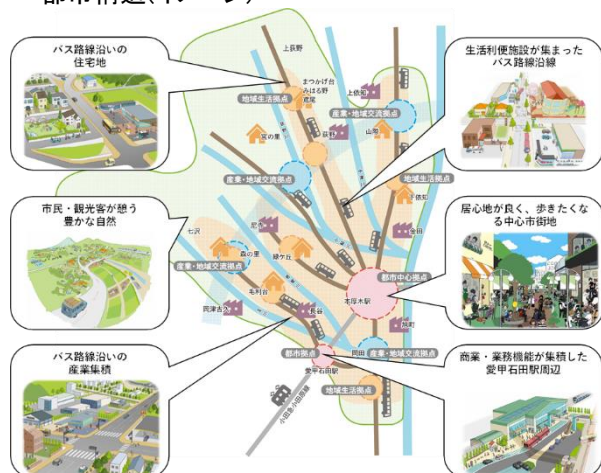 都市構造(イメージ)
バス路線沿いの
住宅地
生活利便施設が集まった
バス路線沿線
市民・観光客が憩う
豊かな自然
居心地が良く、歩きたくな
る中心市街地
バス路線沿いの
産業集積
商業・業務機能が集積した
愛甲石田駅周辺
上荻野
まつかげ台
みはる野
鳶尾
地域生活拠点
上依知
産業・地域交流拠点
荻野
山際
宮の里
産業・地域交流拠点
地域生活拠点
下依知
七沢
金田
森の里
緑ケ丘
産業・地域交流拠点
都市中心拠点
毛利台
本厚木駅
岡津古久
長谷
旭町
都市拠点
岡田
産業・地域交流拠点
愛甲石田駅
地域生活拠点
小田急小田原線